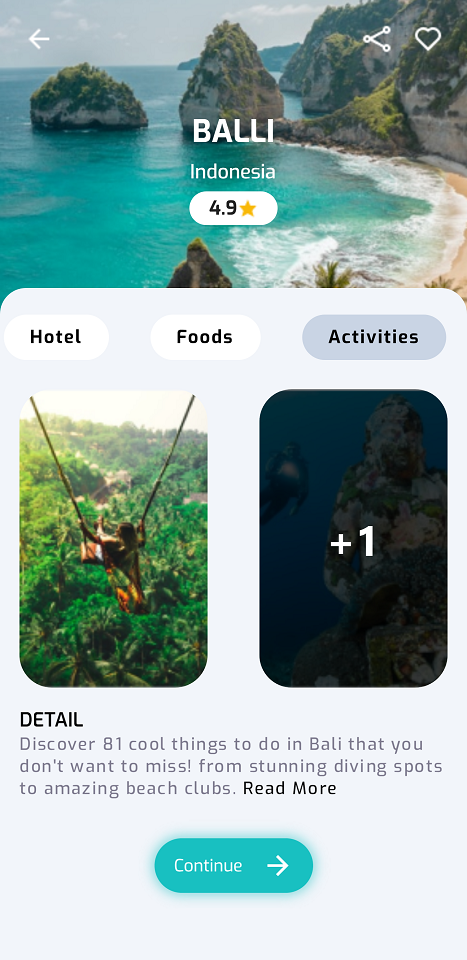 BALLI
Indonesia
4.9
Hotel
Foods
Activities
+1
DETAIL
Discover 81 cool things to do in Bali that you
don't want to miss! from stunning diving spots
to amazing beach clubs. Read More
Continue